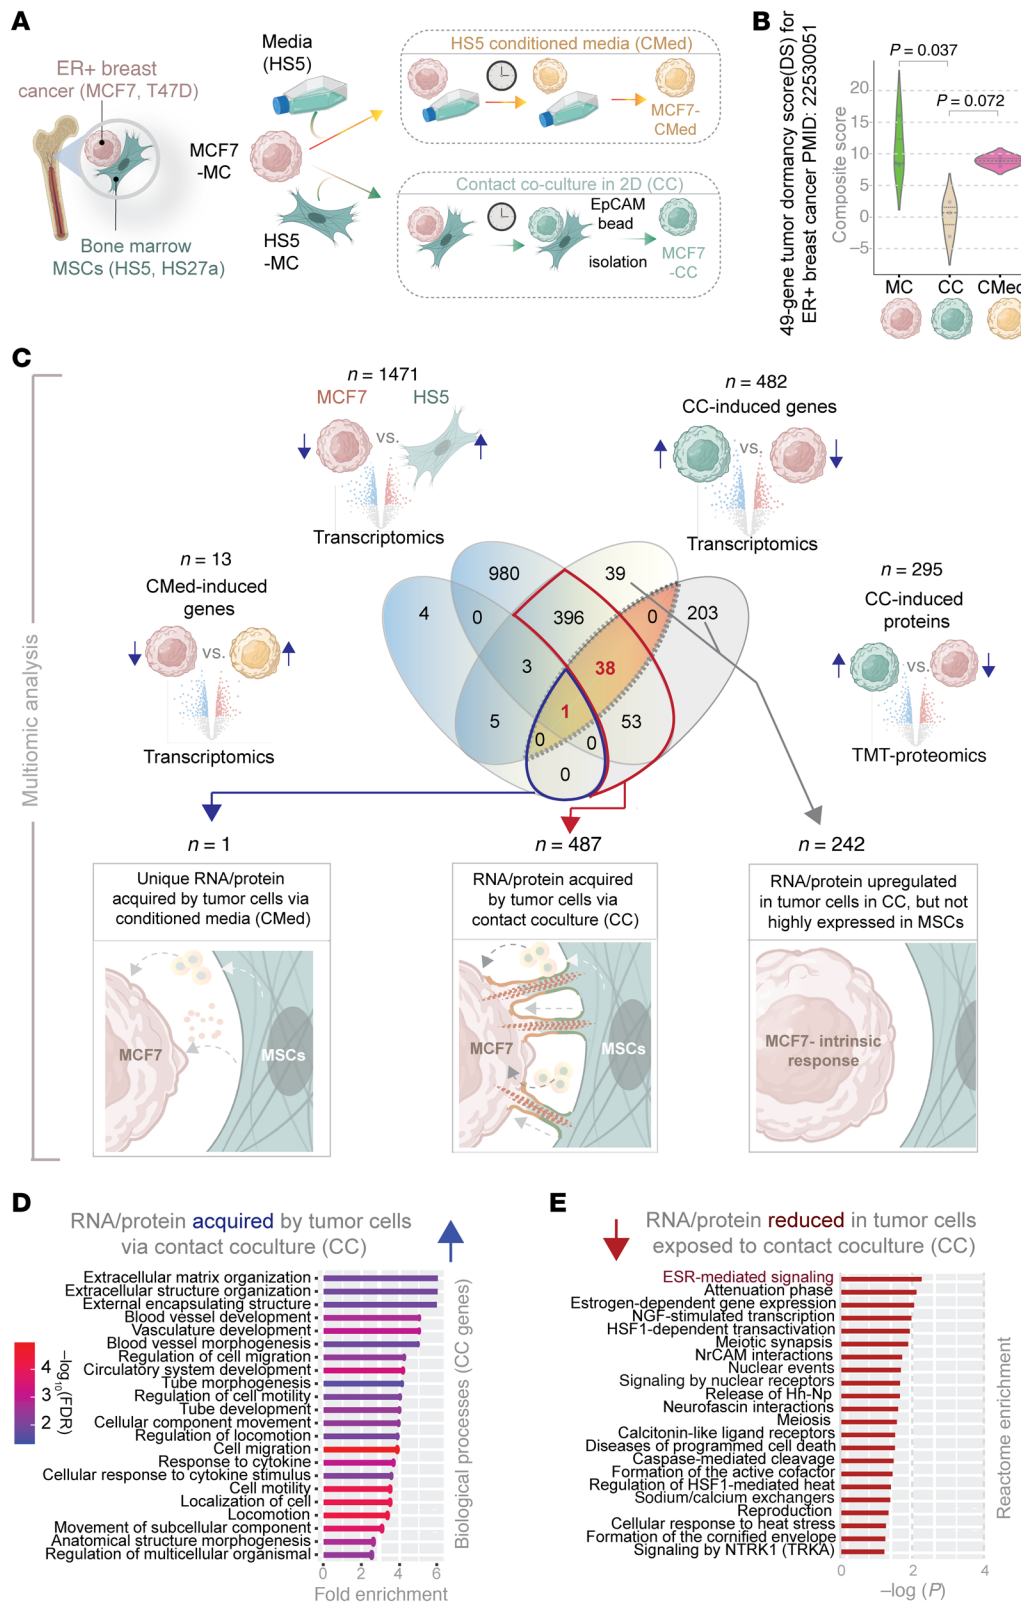 A
ER+ breast
cancer (MCF7, T47D)
Bone marrow
MSCs (HS5, HS27a)
Media
(HS5)
MCF7
-MC
HS5
-MC
HS5 conditioned media (CMed)
MCF7-
CMed
Contact co-culture in 2D (CC)
EpCAM
bead
isolation
MCF7
-CC
B
49-gene tumor dormancy score(DS) for
ER+ breast cancer PMID: 22530051
Composite score
P = 0.037
P = 0.072
20
15
10
5
0
–5
MC
CC
CMed
C
Multiomic analysis
n = 1471
MCF7
HS5
vs.
Transcriptomics
n = 482
CC-induced genes
vs.
Transcriptomics
n = 13
CMed-induced
genes
vs.
Transcriptomics
n = 295
CC-induced
proteins
vs.
TMT-proteomics
980
39
4
0
396
0
203
3
38
5
1
53
0
0
0
n = 1
n = 487
n = 242
Unique RNA/protein
acquired by tumor cells via
conditioned media (CMed)
MCF7
MSCs
RNA/protein acquired
by tumor cells via
contact coculture (CC)
MCF7
MSCs
RNA/protein upregulated
in tumor cells in CC, but not
highly expressed in MSCs
MCF7- intrinsic
response
D
RNA/protein acquired by tumor cells
via contact coculture (CC)
Extracellular matrix organization
Extracellular structure organization
External encapsulating structure
Blood vessel development
Vasculature development
Blood vessel morphogenesis
Regulation of cell migration
Circulatory system development
Tube morphogenesis
Regulation of cell motility
Tube development
Cellular component movement
Regulation of locomotion
Cell migration
Response to cytokine
Cellular response to cytokine stimulus
Cell motility
Localization of cell
Locomotion
Movement of subcellular component
Anatomical structure morphogenesis
Regulation of multicellular organismal
0
2
4
6
Fold enrichment
4
3
2
–log10(FDR)
Biological processes (CC genes)
E
RNA/protein reduced in tumor cells
exposed to contact coculture (CC)
ESR-mediated signaling
Attenuation phase
Estrogen-dependent gene expression
NGF-stimulated transcription
HSF1-dependent transactivation
Meiotic synapsis
NrCAM interactions
Nuclear events
Signaling by nuclear receptors
Release of Hh-Np
Neurofascin interactions
Meiosis
Calcitonin-like ligand receptors
Diseases of programmed cell death
Caspase-mediated cleavage
Formation of the active cofactor
Regulation of HSF1-mediated heat
Sodium/calcium exchangers
Reproduction
Cellular response to heat stress
Formation of the cornified envelope
Signaling by NTRK1 (TRKA)
0
2
4
–log (P)
Reactome enrichment